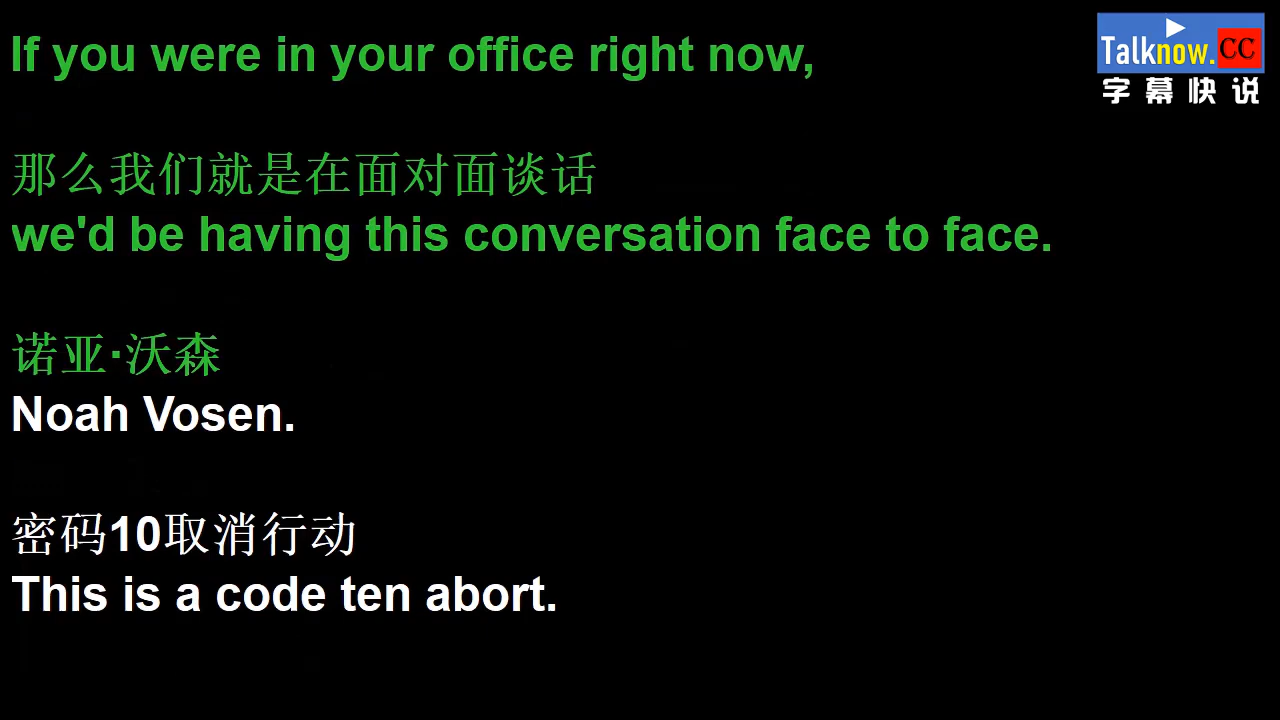 If you were in your office right now,
Talknow.CC
字幕快说
那么我们就是在面对面谈话
we'd be having this conversation face to face.
诺亚·沃森
Noah Vosen.
密码10取消行动
This is a code ten abort.